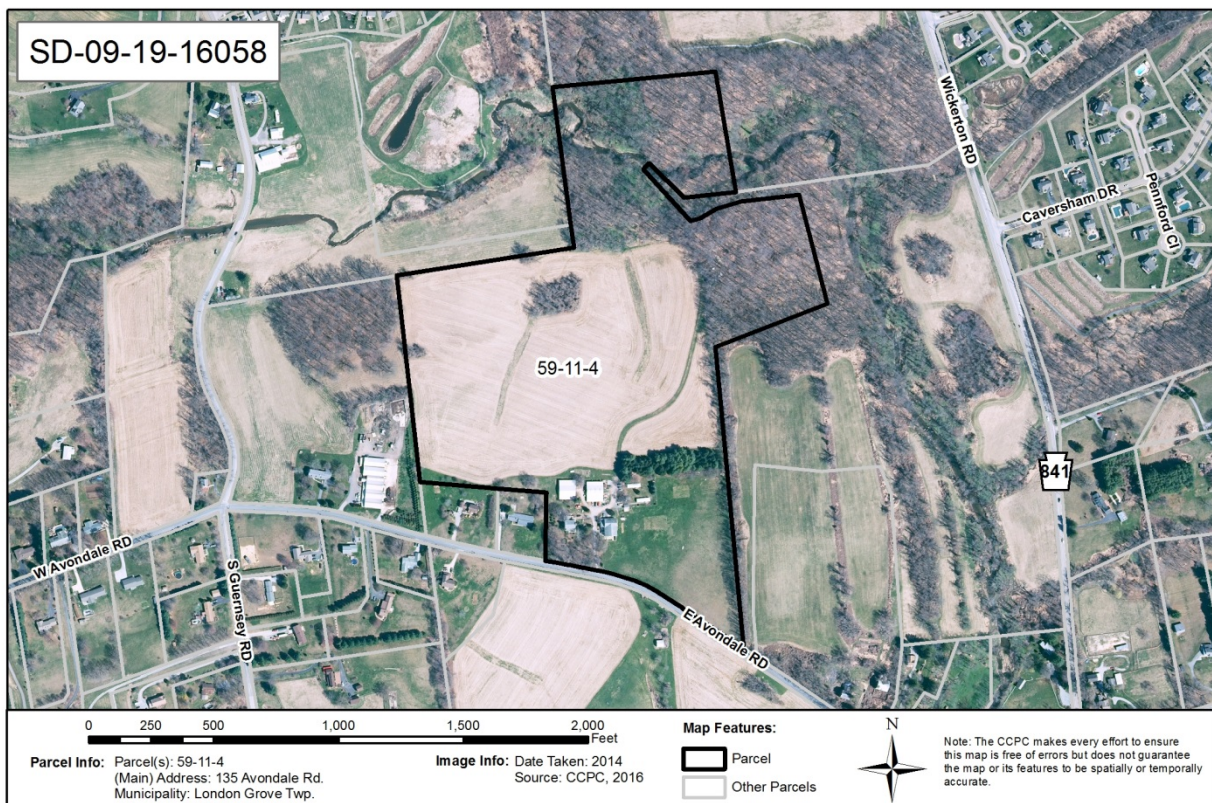 SD-09-19-16058
Wickerton RD
Caversham DR
Pennford Cl
59-11-4
841
W Avondale RD
S Guernsey RD
E Avondale RD
0 250 500 1,000 1,500 2,000
Feet
Parcel Info: Parcel(s): 59-11-4
(Main) Address: 135 Avondale Rd.
Municipality: London Grove Twp.
Image Info: Date Taken: 2014
Source: CCPC, 2016
Map Features:
Parcel
Other Parcels
N
Note: The CCPC makes every effort to ensure
this map is free of errors but does not guarantee
the map or its features to be spatially or temporally
accurate.